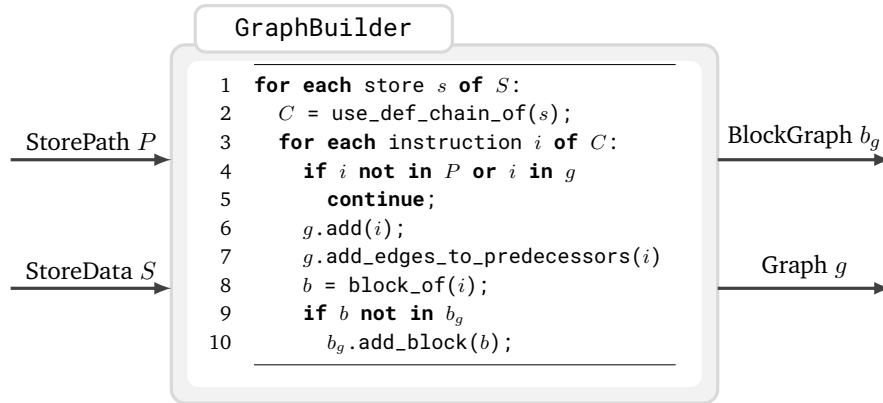 GraphBuilder
StorePath P
StoreData S
1 for each store s of S:
2 C = use_def_chain_of(s);
3 for each instruction i of C:
4 if i not in P or i in g
5 continue;
6 g.add(i);
7 g.add_edges_to_predecessors(i)
8 b = block_of(i);
9 if b not in b_g
10 b_g.add_block(b);
BlockGraph b_g
Graph g